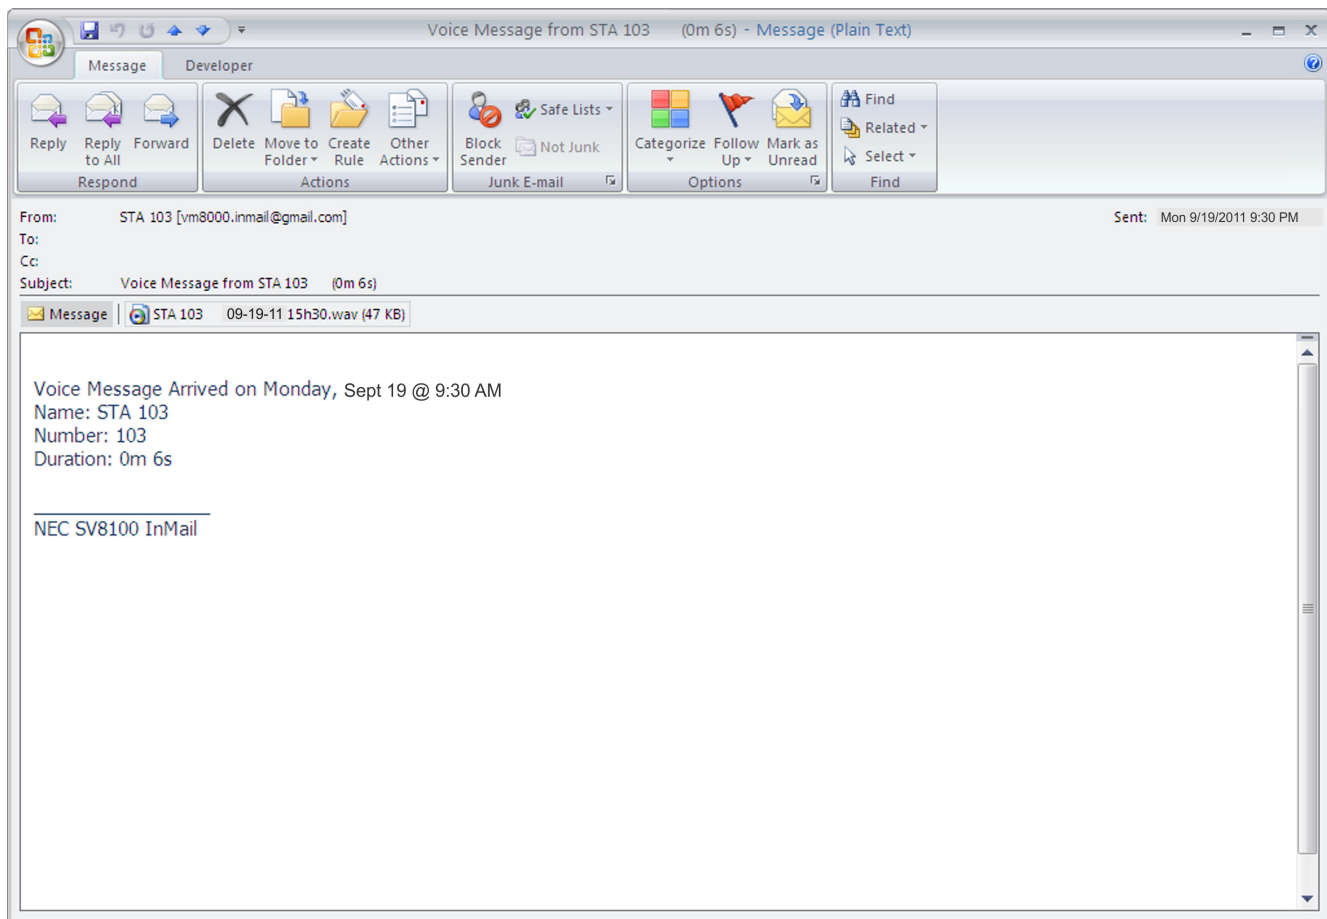 Voice Message from STA 103 (0m 6s) - Message (Plain Text)
Message Developer
Reply Reply to All Forward
Respond
Delete Move to Folder Create Rule Other Actions
Actions
Block Sender Safe Lists Not Junk
Junk E-mail
Categorize Follow Up Mark as Unread
Options
Find
Related
Select
Find
From: STA 103 [vm8000.inmail@gmail.com] Sent: Mon 9/19/2011 9:30 PM
To:
Cc:
Subject: Voice Message from STA 103 (0m 6s)
Message STA 103 09-19-11 15h30.wav (47 KB)
Voice Message Arrived on Monday, Sept 19 @ 9:30 AM
Name: STA 103
Number: 103
Duration: 0m 6s
NEC SV8100 InMail